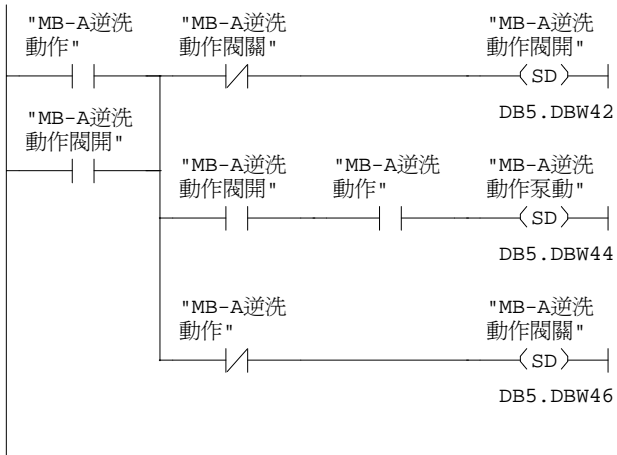 "MB-A逆洗
動作"
"MB-A逆洗
動作閥關"
"MB-A逆洗
動作閥開"
SD
DB5.DBW42
"MB-A逆洗
動作閥開"
"MB-A逆洗
動作閥開"
"MB-A逆洗
動作"
"MB-A逆洗
動作泵動"
SD
DB5.DBW44
"MB-A逆洗
動作"
"MB-A逆洗
動作閥關"
SD
DB5.DBW46